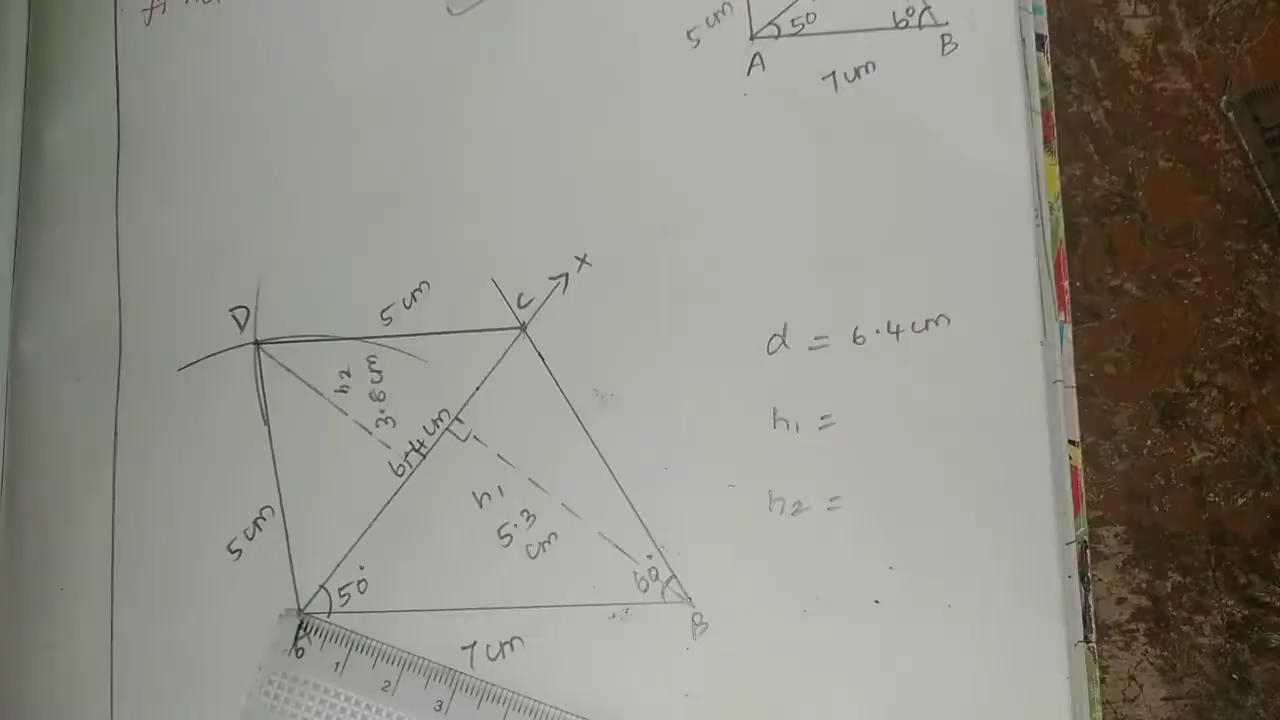 5 cm
50
60
A
B
7 cm
X
D
5 cm
C
d = 6.4 cm
h2
3.8 cm
6.4 cm
h1 =
h1
5.3
cm
h2 =
5 cm
50°
60°
A
B
7 cm
0 1 2 3